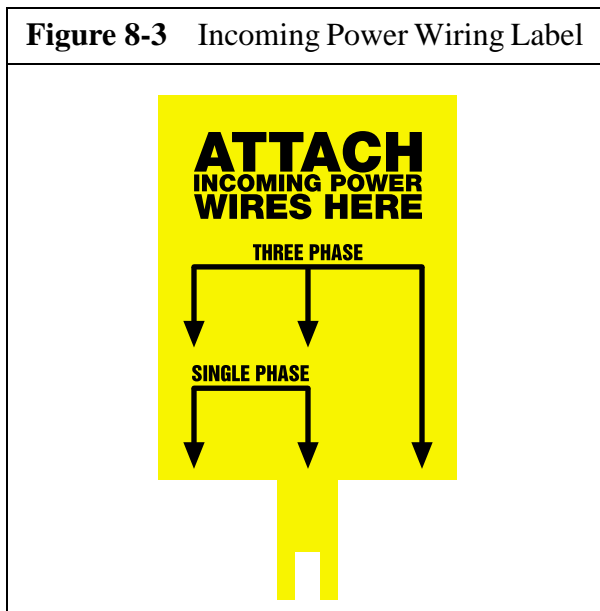 Figure 8-3 Incoming Power Wiring Label
ATTACH
INCOMING POWER
WIRES HERE
THREE PHASE
SINGLE PHASE